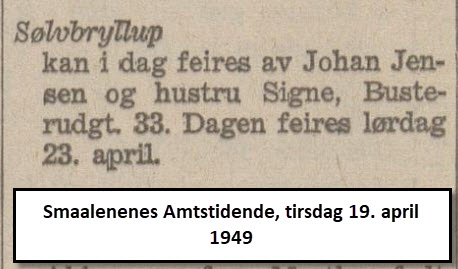 Sølvbryllup
kan i dag feires av Johan Jen-
sen og hustru Signe, Buste-
rudgt. 33. Dagen feires lørdag
23. april.
Smaalenenes Amtstidende, tirsdag 19. april
1949